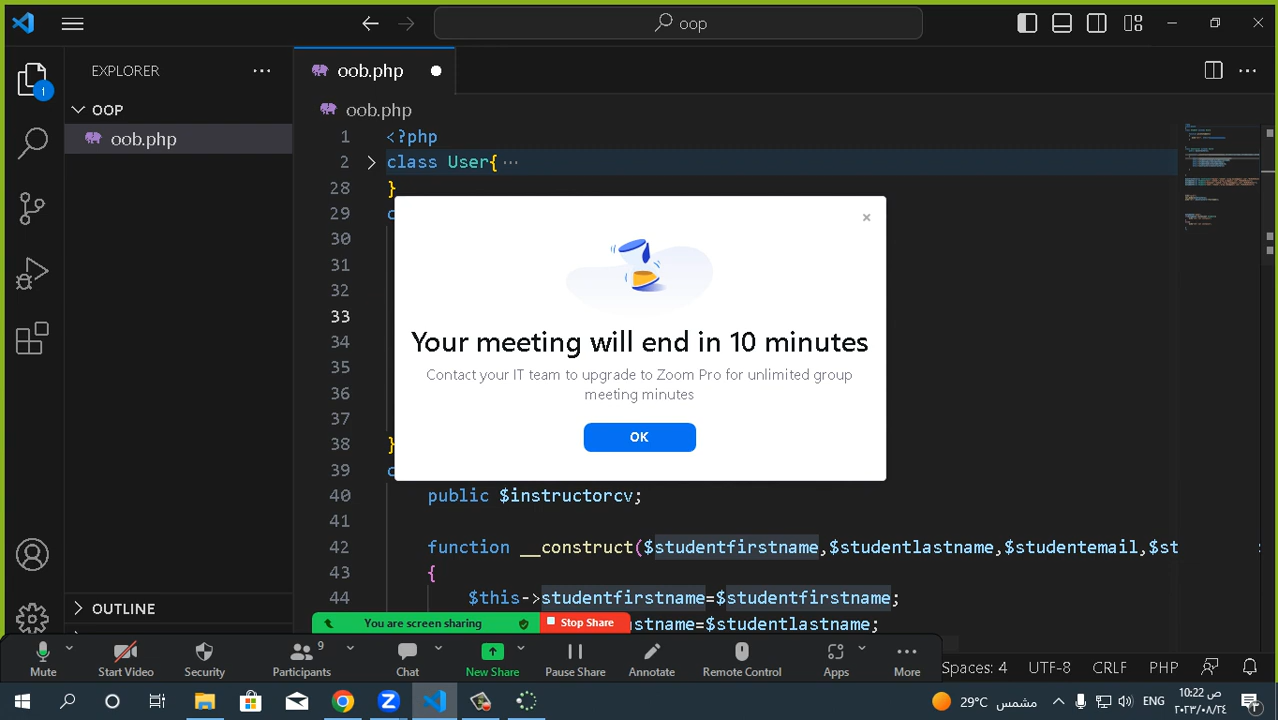 oop
EXPLORER
OOP
oob.php
1
oob.php
oob.php
1 <?php
2 class User{ ···
28 }
29 c
30
31
32
33
34
35
36
37
38 }
39 c
40 public $instructorcv;
41
42 function __construct($studentfirstname,$studentlastname,$studentemail,$st
43 {
44 $this->studentfirstname=$studentfirstname;
astname=$studentlastname;
Your meeting will end in 10 minutes
Contact your IT team to upgrade to Zoom Pro for unlimited group
meeting minutes
OK
OUTLINE
You are screen sharing
Stop Share
Mute
Start Video
Security
Participants
9
Chat
New Share
Pause Share
Annotate
Remote Control
Apps
More
Spaces: 4
UTF-8
CRLF
PHP
29°C مشمس
ENG
10:22 ص
٢٠٢٣/٠٨/٢٤